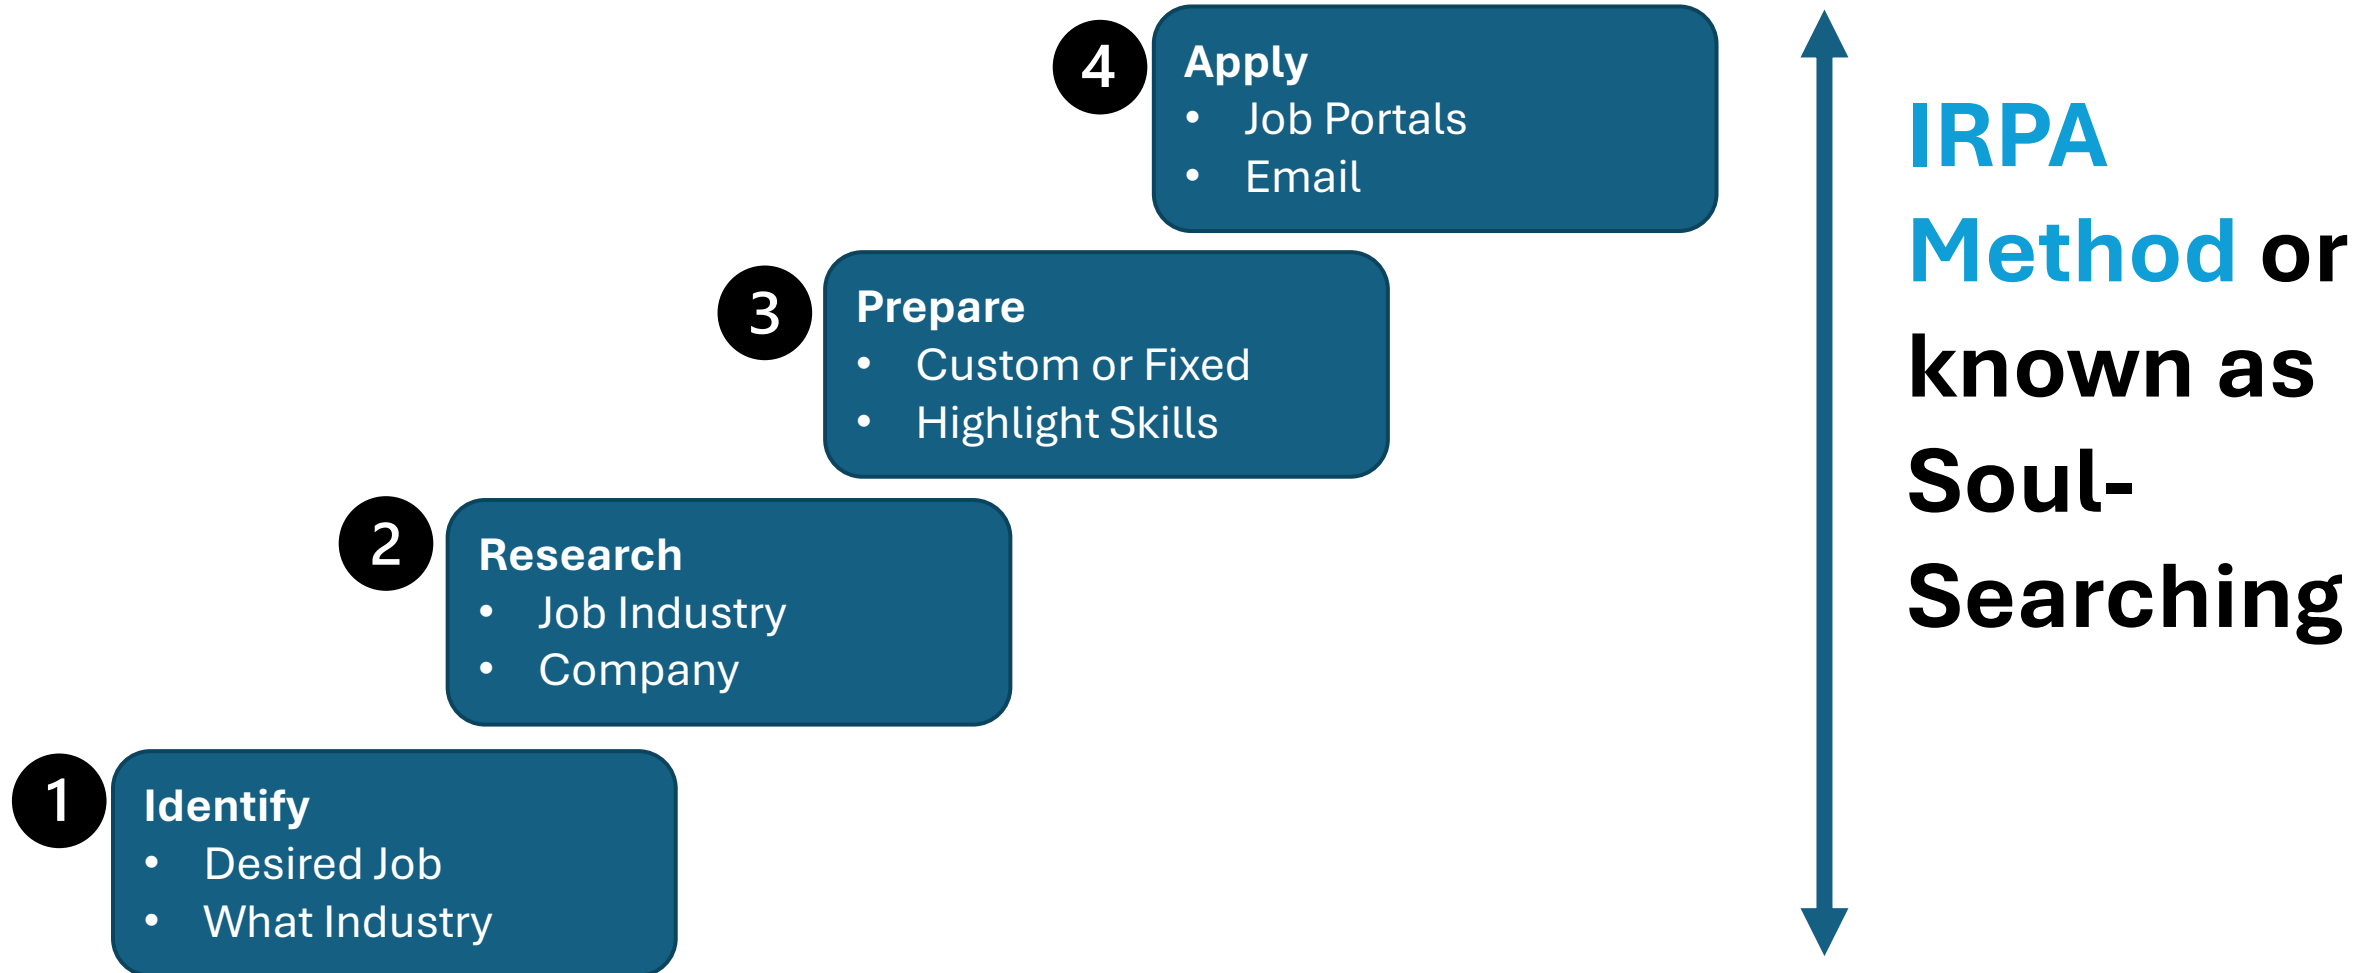 4
Apply
• Job Portals
• Email
3
Prepare
• Custom or Fixed
• Highlight Skills
2
Research
• Job Industry
• Company
1
Identify
• Desired Job
• What Industry
IRPA
Method or
known as
Soul-
Searching